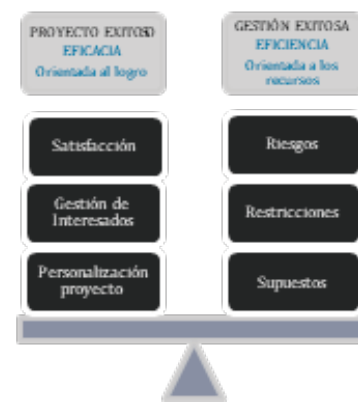 PROYECTO EXITOSO
EFICACIA
Orientada al logro
Satisfacción
Gestión de
Interesados
Personalización
proyecto
GESTIÓN EXITOSA
EFICIENCIA
Orientada a los
recursos
Riesgos
Restricciones
Supuestos